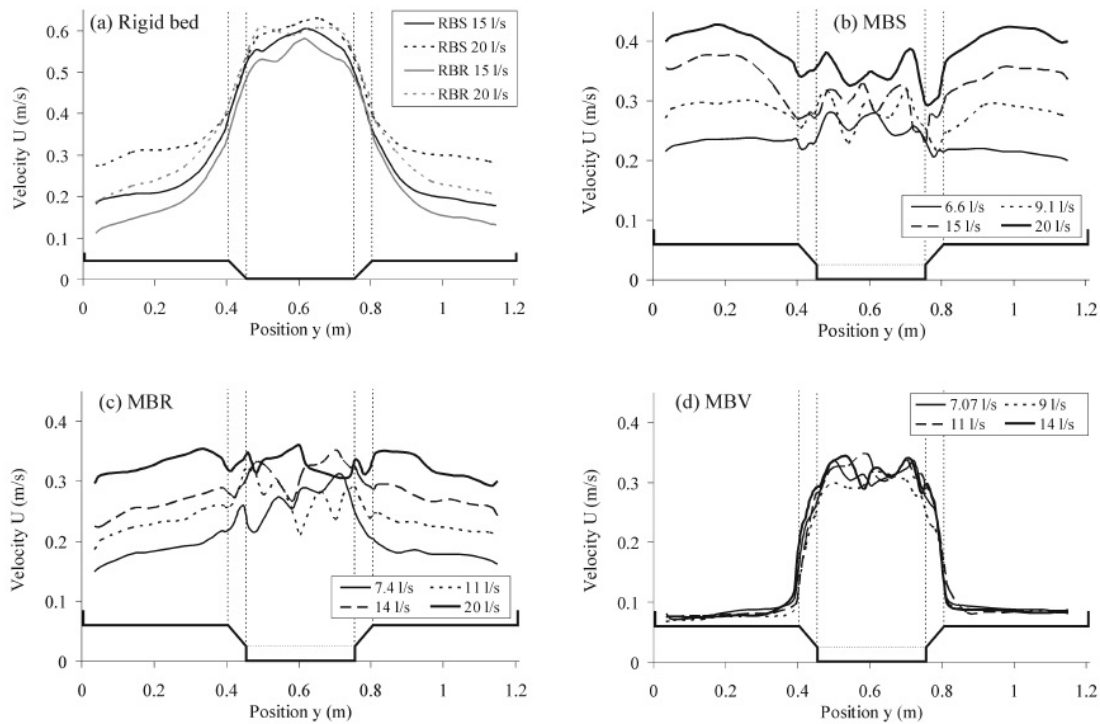 (a) Rigid bed
RBS 15 l/s
RBS 20 l/s
RBR 15 l/s
RBR 20 l/s
Velocity U (m/s)
0.6
0.5
0.4
0.3
0.2
0.1
0
0 0.2 0.4 0.6 0.8 1 1.2
Position y (m)
(b) MBS
Velocity U (m/s)
0.4
0.3
0.2
0.1
0
6.6 l/s 9.1 l/s
15 l/s 20 l/s
0 0.2 0.4 0.6 0.8 1 1.2
Position y (m)
(c) MBR
Velocity U (m/s)
0.4
0.3
0.2
0.1
0
7.4 l/s 11 l/s
14 l/s 20 l/s
0 0.2 0.4 0.6 0.8 1 1.2
Position y (m)
(d) MBV
7.07 l/s 9 l/s
11 l/s 14 l/s
Velocity U (m/s)
0.4
0.3
0.2
0.1
0
0 0.2 0.4 0.6 0.8 1 1.2
Position y (m)